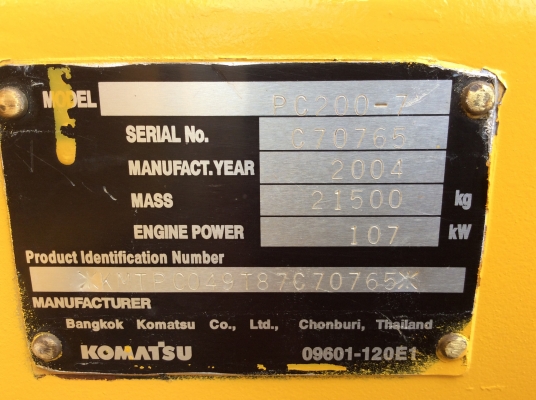 MODEL PC200-7
SERIAL No. C70765
MANUFACT.YEAR 2004
MASS 21500 kg
ENGINE POWER 107 kW
Product Identification Number
*KMTPC049T87C70765*
MANUFACTURER
Bangkok Komatsu Co., Ltd., Chonburi, Thailand
KOMATSU 09601-120E1